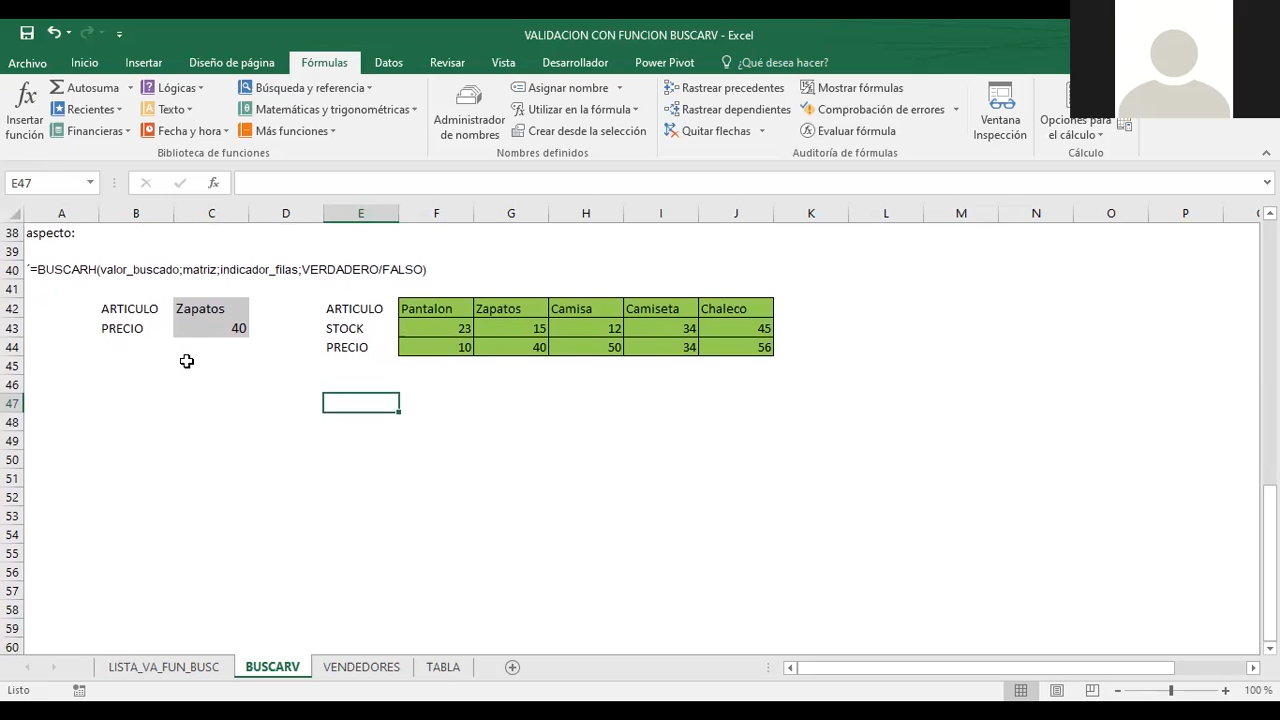 VALIDACION CON FUNCION BUSCARV - Excel
Archivo Inicio Insertar Diseño de página Fórmulas Datos Revisar Vista Desarrollador Power Pivot ¿Qué desea hacer?
Insertar función
Autosuma
Recientes
Financieras
Lógicas
Texto
Fecha y hora
Búsqueda y referencia
Matemáticas y trigonométricas
Más funciones
Biblioteca de funciones
Administrador de nombres
Asignar nombre
Utilizar en la fórmula
Crear desde la selección
Nombres definidos
Rastrear precedentes
Rastrear dependientes
Quitar flechas
Mostrar fórmulas
Comprobación de errores
Evaluar fórmula
Auditoría de fórmulas
Ventana Inspección
Opciones para el cálculo
Cálculo
E47 fx
A B C D E F G H I J K L M N O P
38 aspecto:
39
40 ´=BUSCARH(valor_buscado;matriz;indicador_filas;VERDADERO/FALSO)
41
42 ARTICULO Zapatos ARTICULO Pantalon Zapatos Camisa Camiseta Chaleco
43 PRECIO 40 STOCK 23 15 12 34 45
44 PRECIO 10 40 50 34 56
45
46
47
48
49
50
51
52
53
54
55
56
57
58
59
60
LISTA_VA_FUN_BUSC BUSCARV VENDEDORES TABLA
Listo 100 %